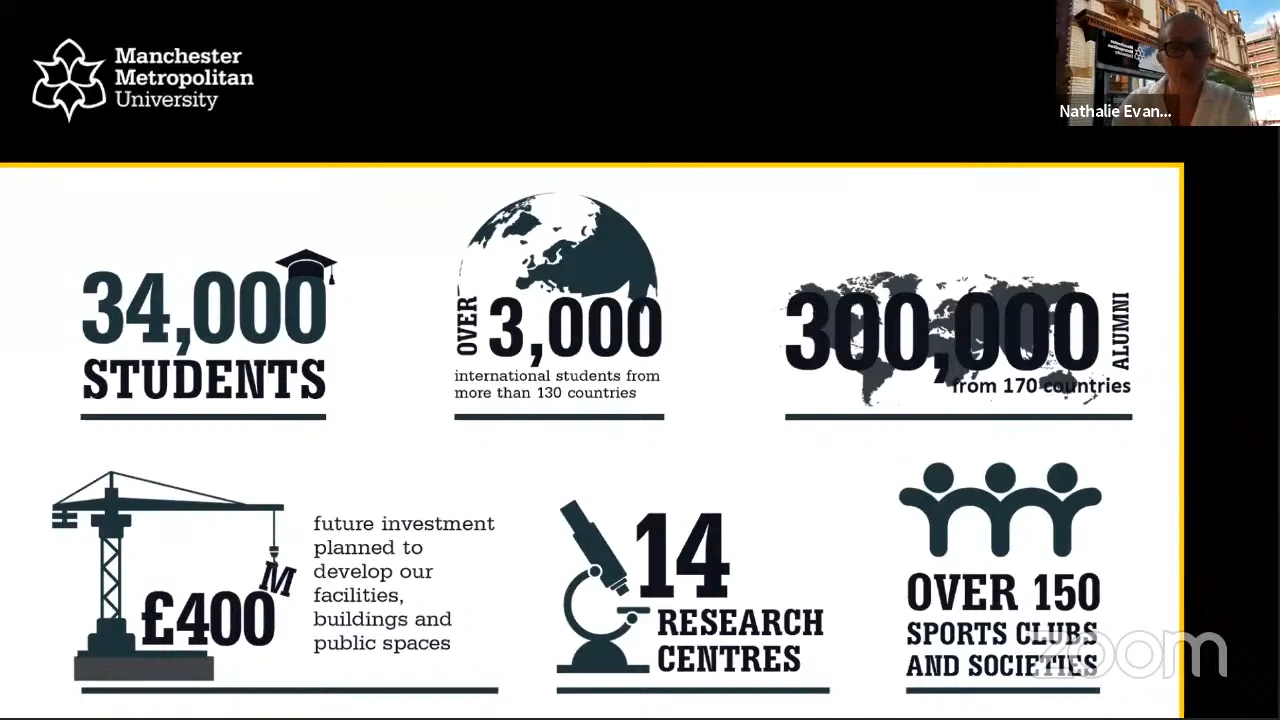 Manchester
Metropolitan
University
Nathalie Evan...
34,000
STUDENTS
OVER
3,000
international students from
more than 130 countries
300,000
ALUMNI
from 170 countries
£400
M
future investment
planned to
develop our
facilities,
buildings and
public spaces
14
RESEARCH
CENTRES
OVER 150
SPORTS CLUBS
AND SOCIETIES
zoom